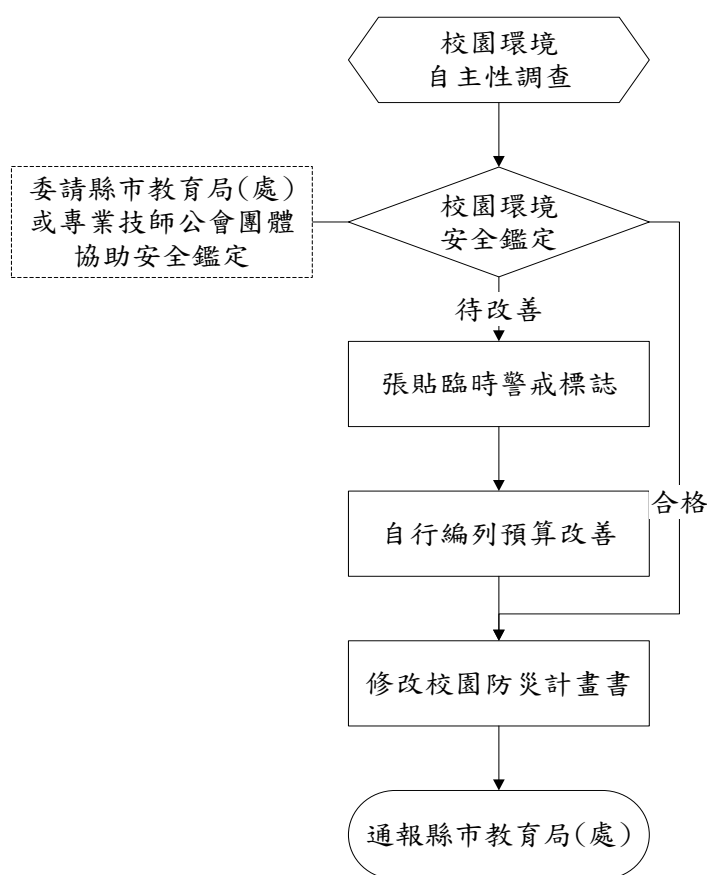 校園環境
自主性調查
委請縣市教育局(處)
或專業技師公會團體
協助安全鑑定
校園環境
安全鑑定
待改善
張貼臨時警戒標誌
自行編列預算改善
合格
修改校園防災計畫書
通報縣市教育局(處)